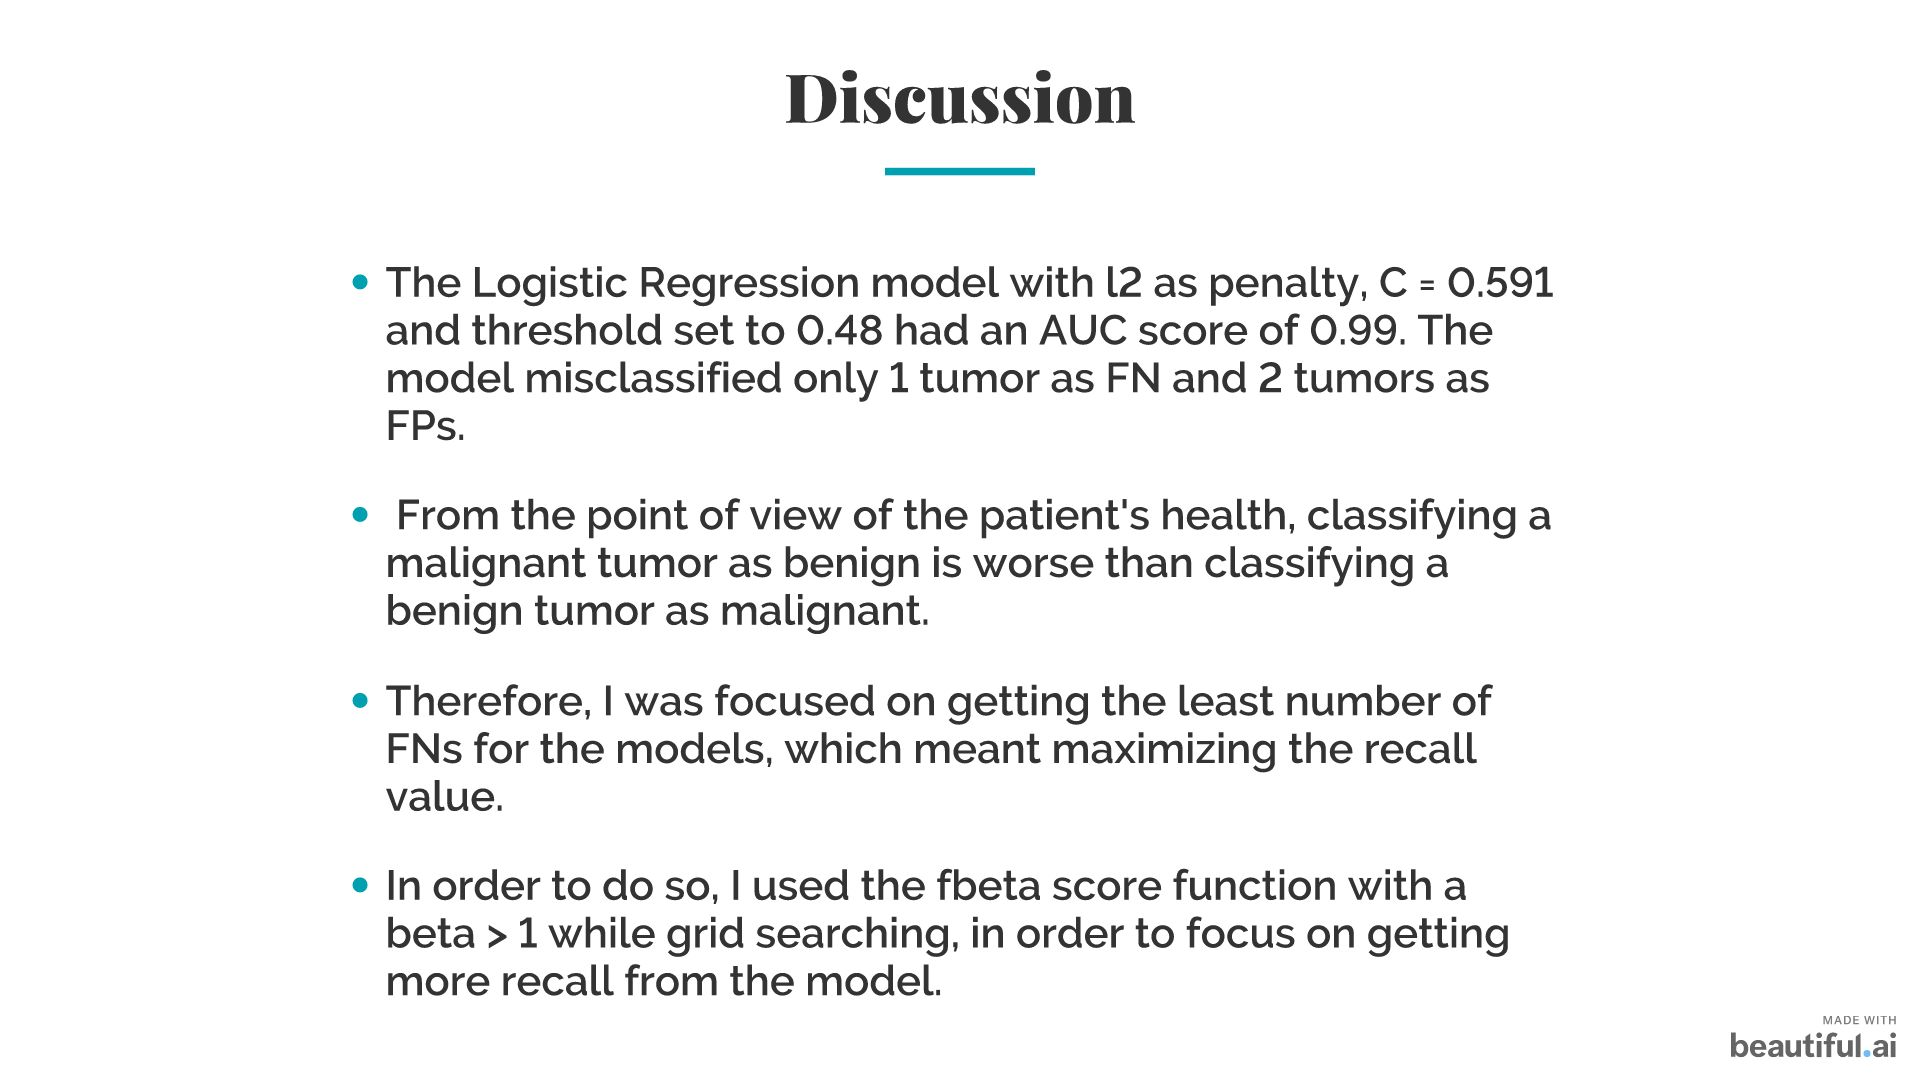 Discussion
The Logistic Regression model with l2 as penalty, C = 0.591
and threshold set to 0.48 had an AUC score of 0.99. The
model misclassified only 1 tumor as FN and 2 tumors as
FPs.
From the point of view of the patient's health, classifying a
malignant tumor as benign is worse than classifying a
benign tumor as malignant.
Therefore, I was focused on getting the least number of
FNs for the models, which meant maximizing the recall
value.
In order to do so, I used the fbeta score function with a
beta > 1 while grid searching, in order to focus on getting
more recall from the model.
MADE WITH
beautiful.ai